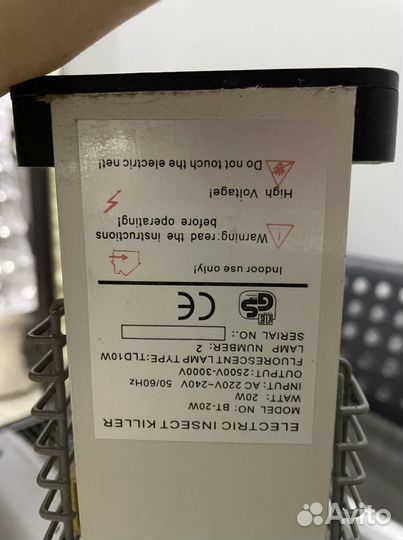 ELECTRIC INSECT KILLER
MODEL NO: BT-20W
WATT: 20W
INPUT: AC 220V-240V 50/60Hz
OUTPUT:2500V-3000V
FLUORESCENT LAMP TYPE:TLD10W
LAMP NUMBER: 2
SERIAL NO.:
GS
CE
Indoor use only!
Warning:read the instructions
before operating!
High Voltage!
Do not touch the electric net!
Avito